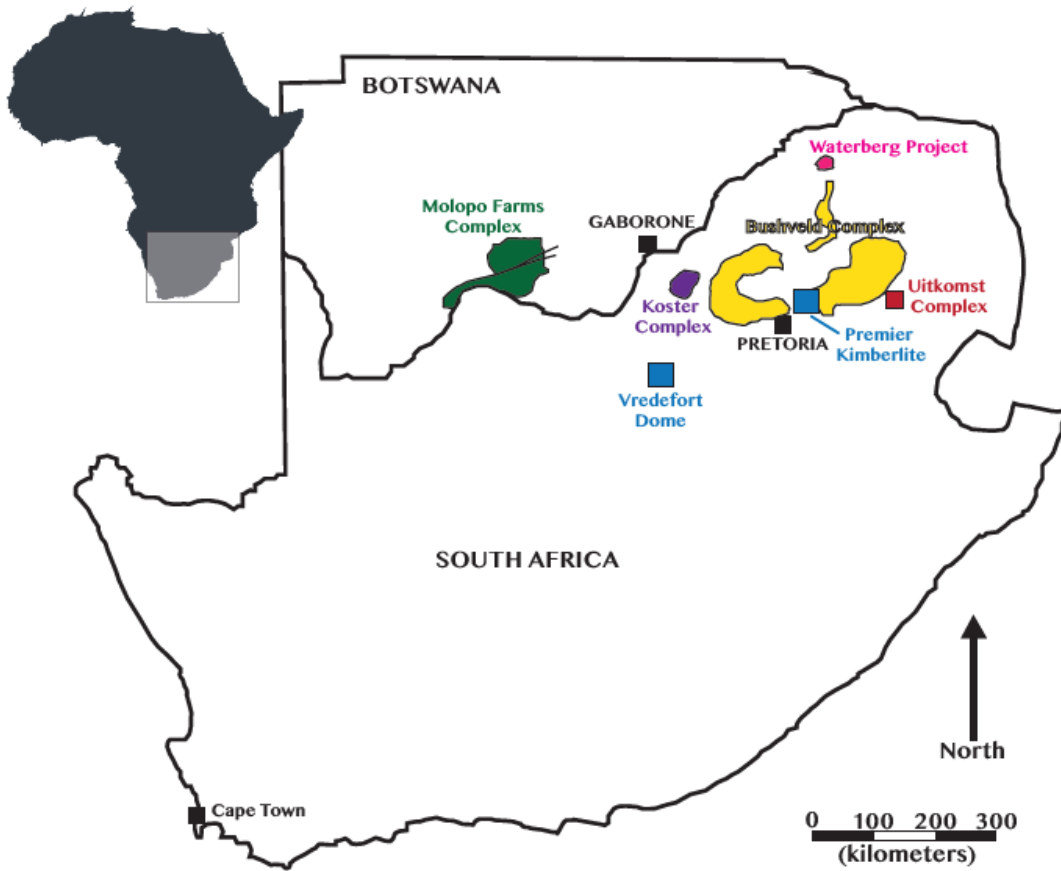 BOTSWANA
Waterberg Project
Molopo Farms
Complex
GABORONE
Bushveld Complex
Koster
Complex
Uitkomst
Complex
PRETORIA
Premier
Kimberlite
Vredefort
Dome
SOUTH AFRICA
North
Cape Town
0 100 200 300
(kilometers)